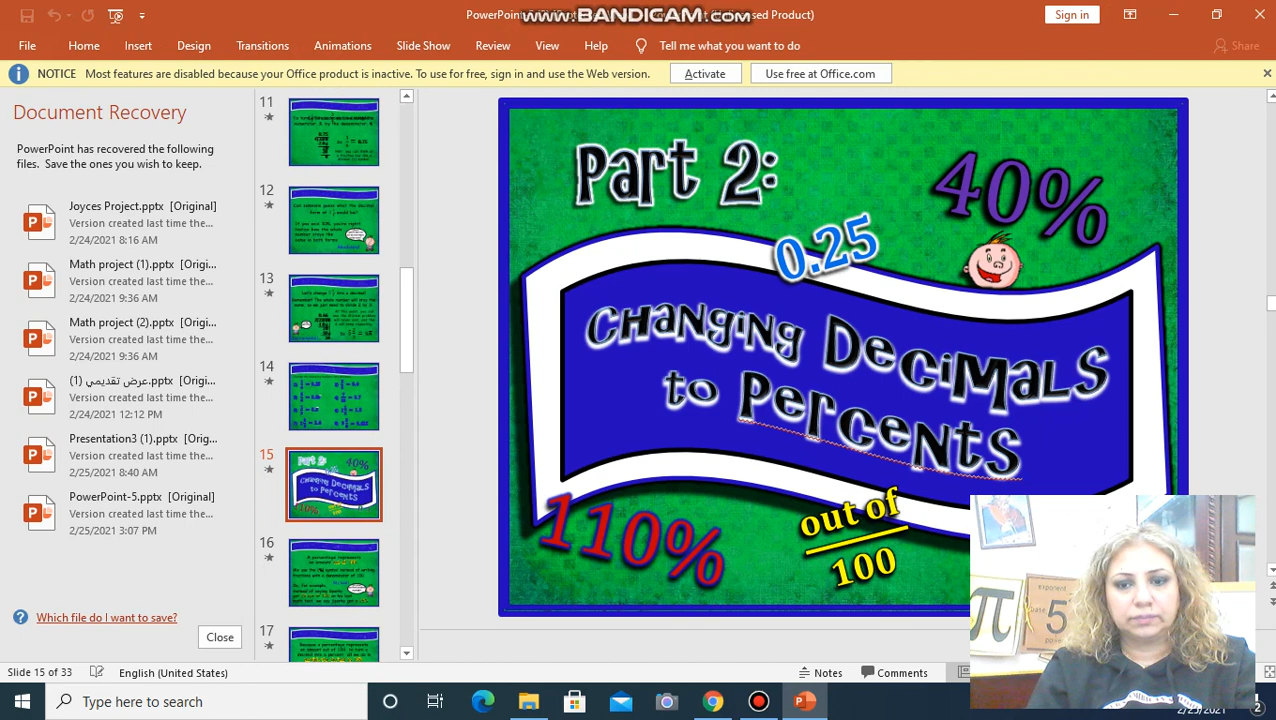 PowerPoint-
www.BANDICAM.com
sed Product)
Sign in
File Home Insert Design Transitions Animations Slide Show Review View Help Tell me what you want to do Share
NOTICE Most features are disabled because your Office product is inactive. To use for free, sign in and use the Web version. Activate Use free at Office.com
Document Recovery
PowerPoint has recovered the following
files. Save the ones you wish to keep.
Joyces Project.pptx [Original]
Version created last time the...
2/24/2021 8:16 AM
Math project (1).pptx [Origi...
Version created last time the...
2/24/2021 9:36 AM
Math project (2).pptx [Origi...
Version created last time the...
2/24/2021 9:36 AM
عرض تقديمي (1).pptx [Origi...
Version created last time the...
2/24/2021 12:12 PM
Presentation3 (1).pptx [Orig...
Version created last time the...
2/25/2021 8:40 AM
PowerPoint-5.pptx [Original]
Version created last time the...
2/25/2021 3:07 PM
Which file do I want to save?
Close
11
12
13
14
15
16
17
Part 2:
40%
0.25
Changing Decimals
to Percents
110%
out of
100
π
exponent
base 5
Slide 15 of 33 English (United States) Notes Comments
Type here to search
2